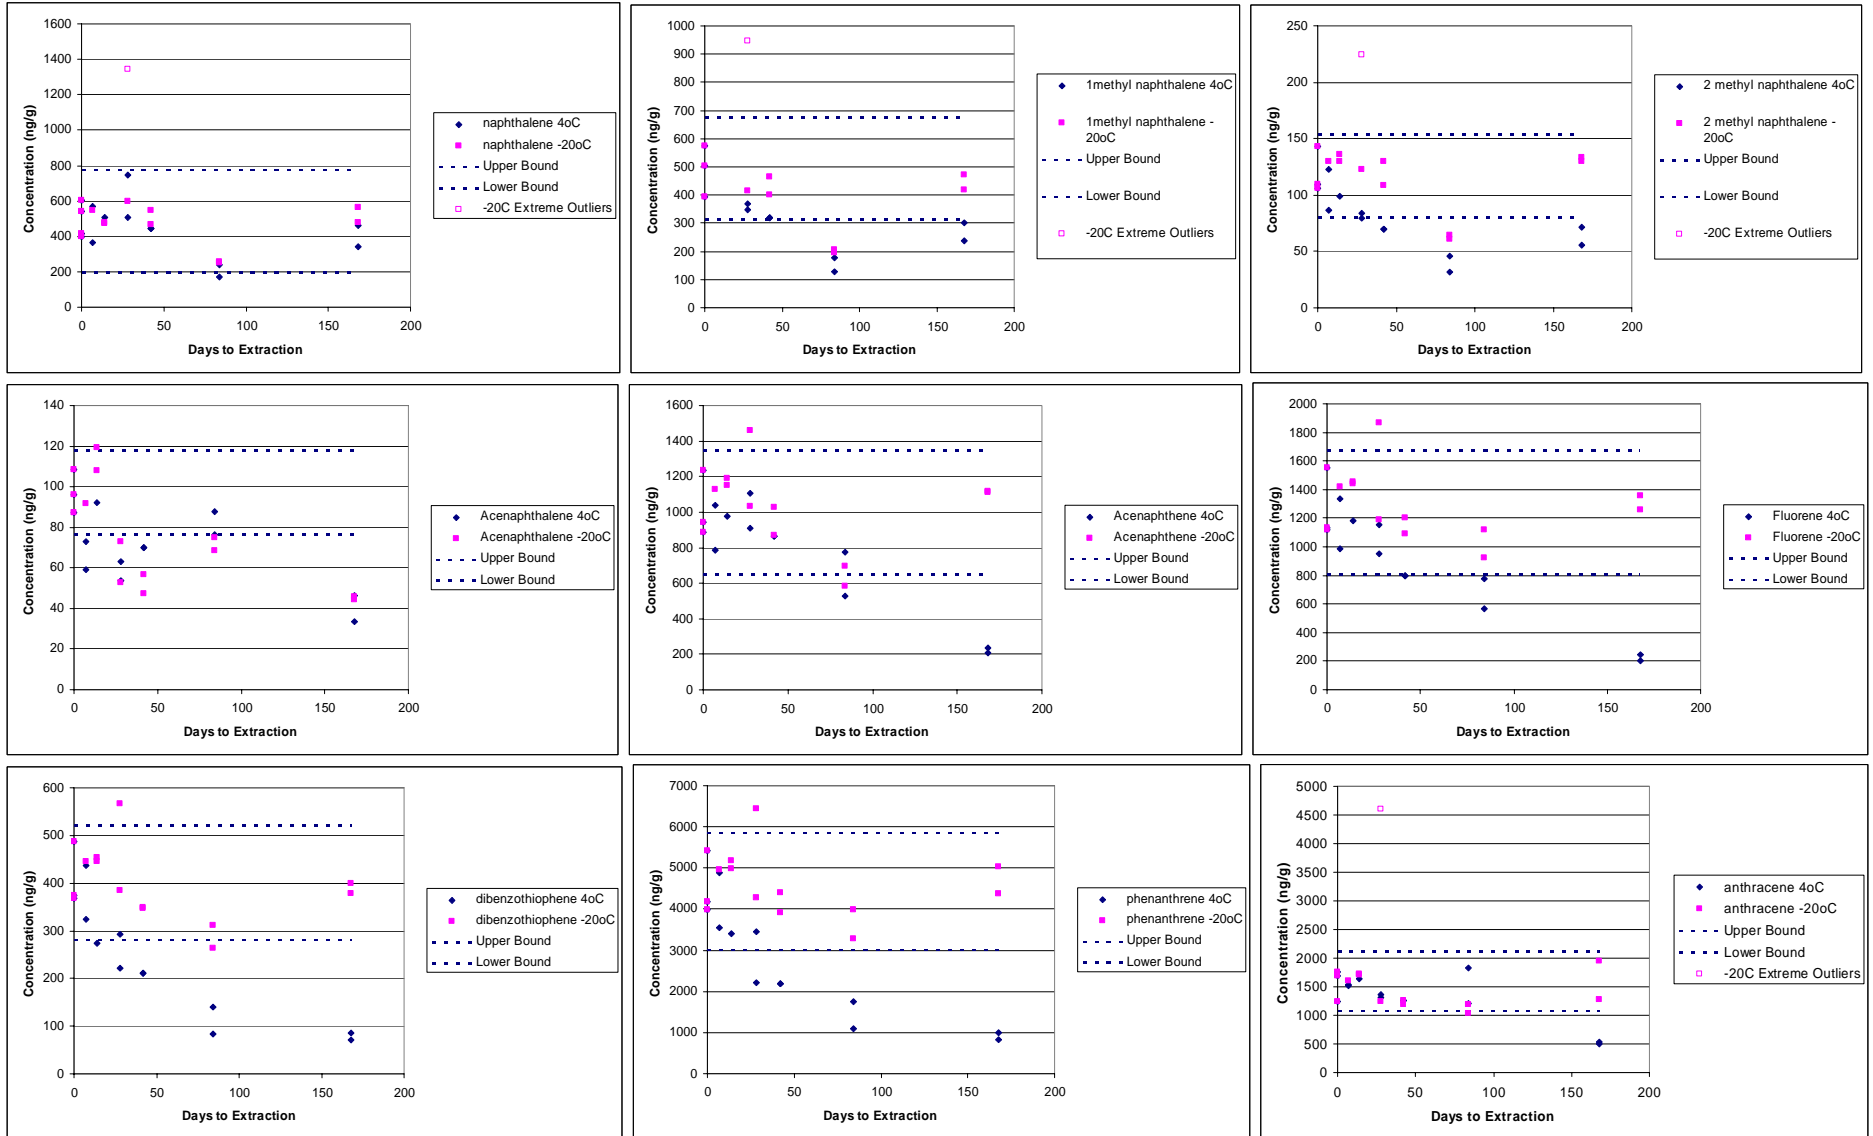 1600
1400
1200
1000
800
600
400
200
0
0 50 100 150 200
Concentration (ng/g)
Days to Extraction
naphthalene 4oC
naphthalene -20oC
Upper Bound
Lower Bound
-20C Extreme Outliers
1000
900
800
700
600
500
400
300
200
100
0
0 50 100 150 200
Concentration (ng/g)
Days to Extraction
1methyl naphthalene 4oC
1methyl naphthalene -
20oC
Upper Bound
Lower Bound
-20C Extreme Outliers
250
200
150
100
50
0
0 50 100 150 200
Concentration (ng/g)
Days to Extraction
2 methyl naphthalene 4oC
2 methyl naphthalene -
20oC
Upper Bound
Lower Bound
-20C Extreme Outliers
140
120
100
80
60
40
20
0
0 50 100 150 200
Concentration (ng/g)
Days to Extraction
Acenaphthalene 4oC
Acenaphthalene -20oC
Upper Bound
Lower Bound
1600
1400
1200
1000
800
600
400
200
0
0 50 100 150 200
Concentration (ng/g)
Days to Extraction
Acenaphthene 4oC
Acenaphthene -20oC
Upper Bound
Lower Bound
2000
1800
1600
1400
1200
1000
800
600
400
200
0
0 50 100 150 200
Concentration (ng/g)
Days to Extraction
Fluorene 4oC
Fluorene -20oC
Upper Bound
Lower Bound
600
500
400
300
200
100
0
0 50 100 150 200
Concentration (ng/g)
Days to Extraction
dibenzothiophene 4oC
dibenzothiophene -20oC
Upper Bound
Lower Bound
7000
6000
5000
4000
3000
2000
1000
0
0 50 100 150 200
Concentration (ng/g)
Days to Extraction
phenanthrene 4oC
phenanthrene -20oC
Upper Bound
Lower Bound
5000
4500
4000
3500
3000
2500
2000
1500
1000
500
0
0 50 100 150 200
Concentration (ng/g)
Days to Extraction
anthracene 4oC
anthracene -20oC
Upper Bound
Lower Bound
-20C Extreme Outliers